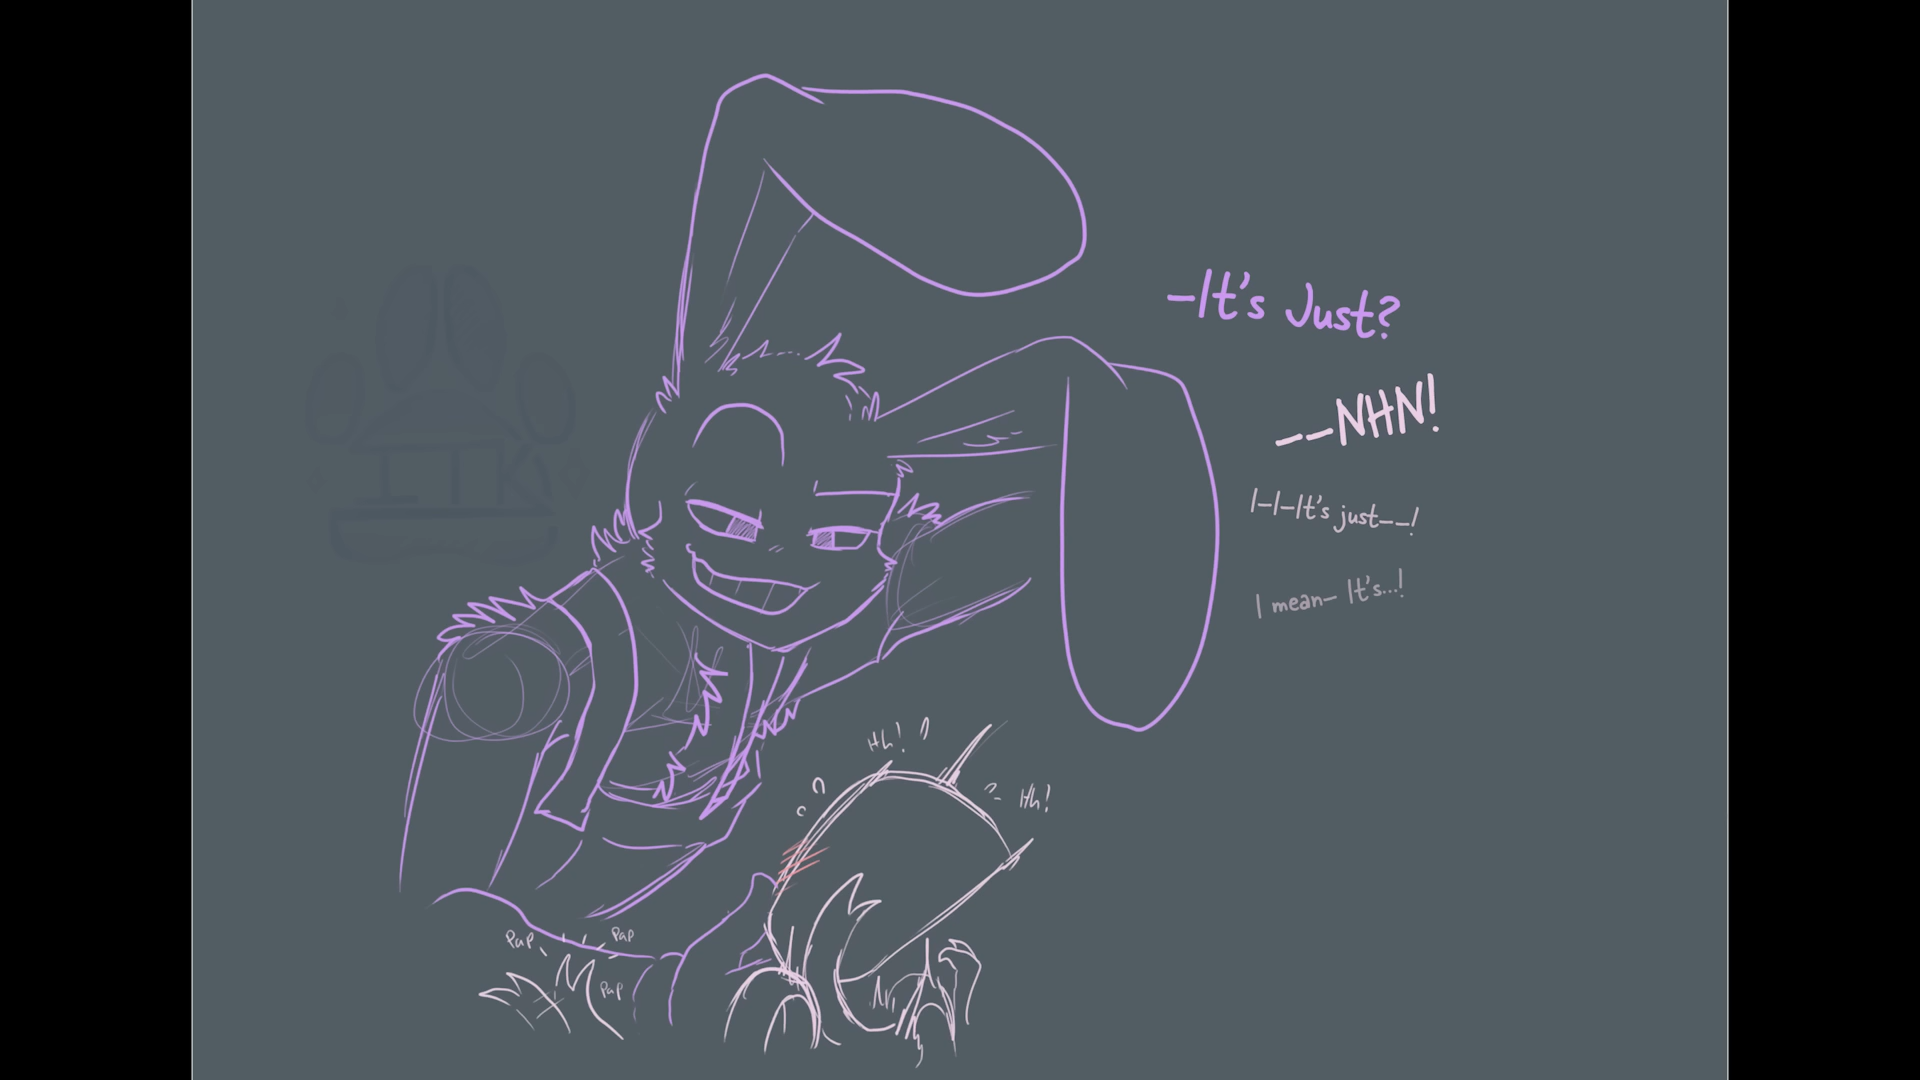 -It's Just?
--NHN!
I-I-It's just--!
I mean- It's...!
Hh!
Hh!
Pap
Pap
Pap